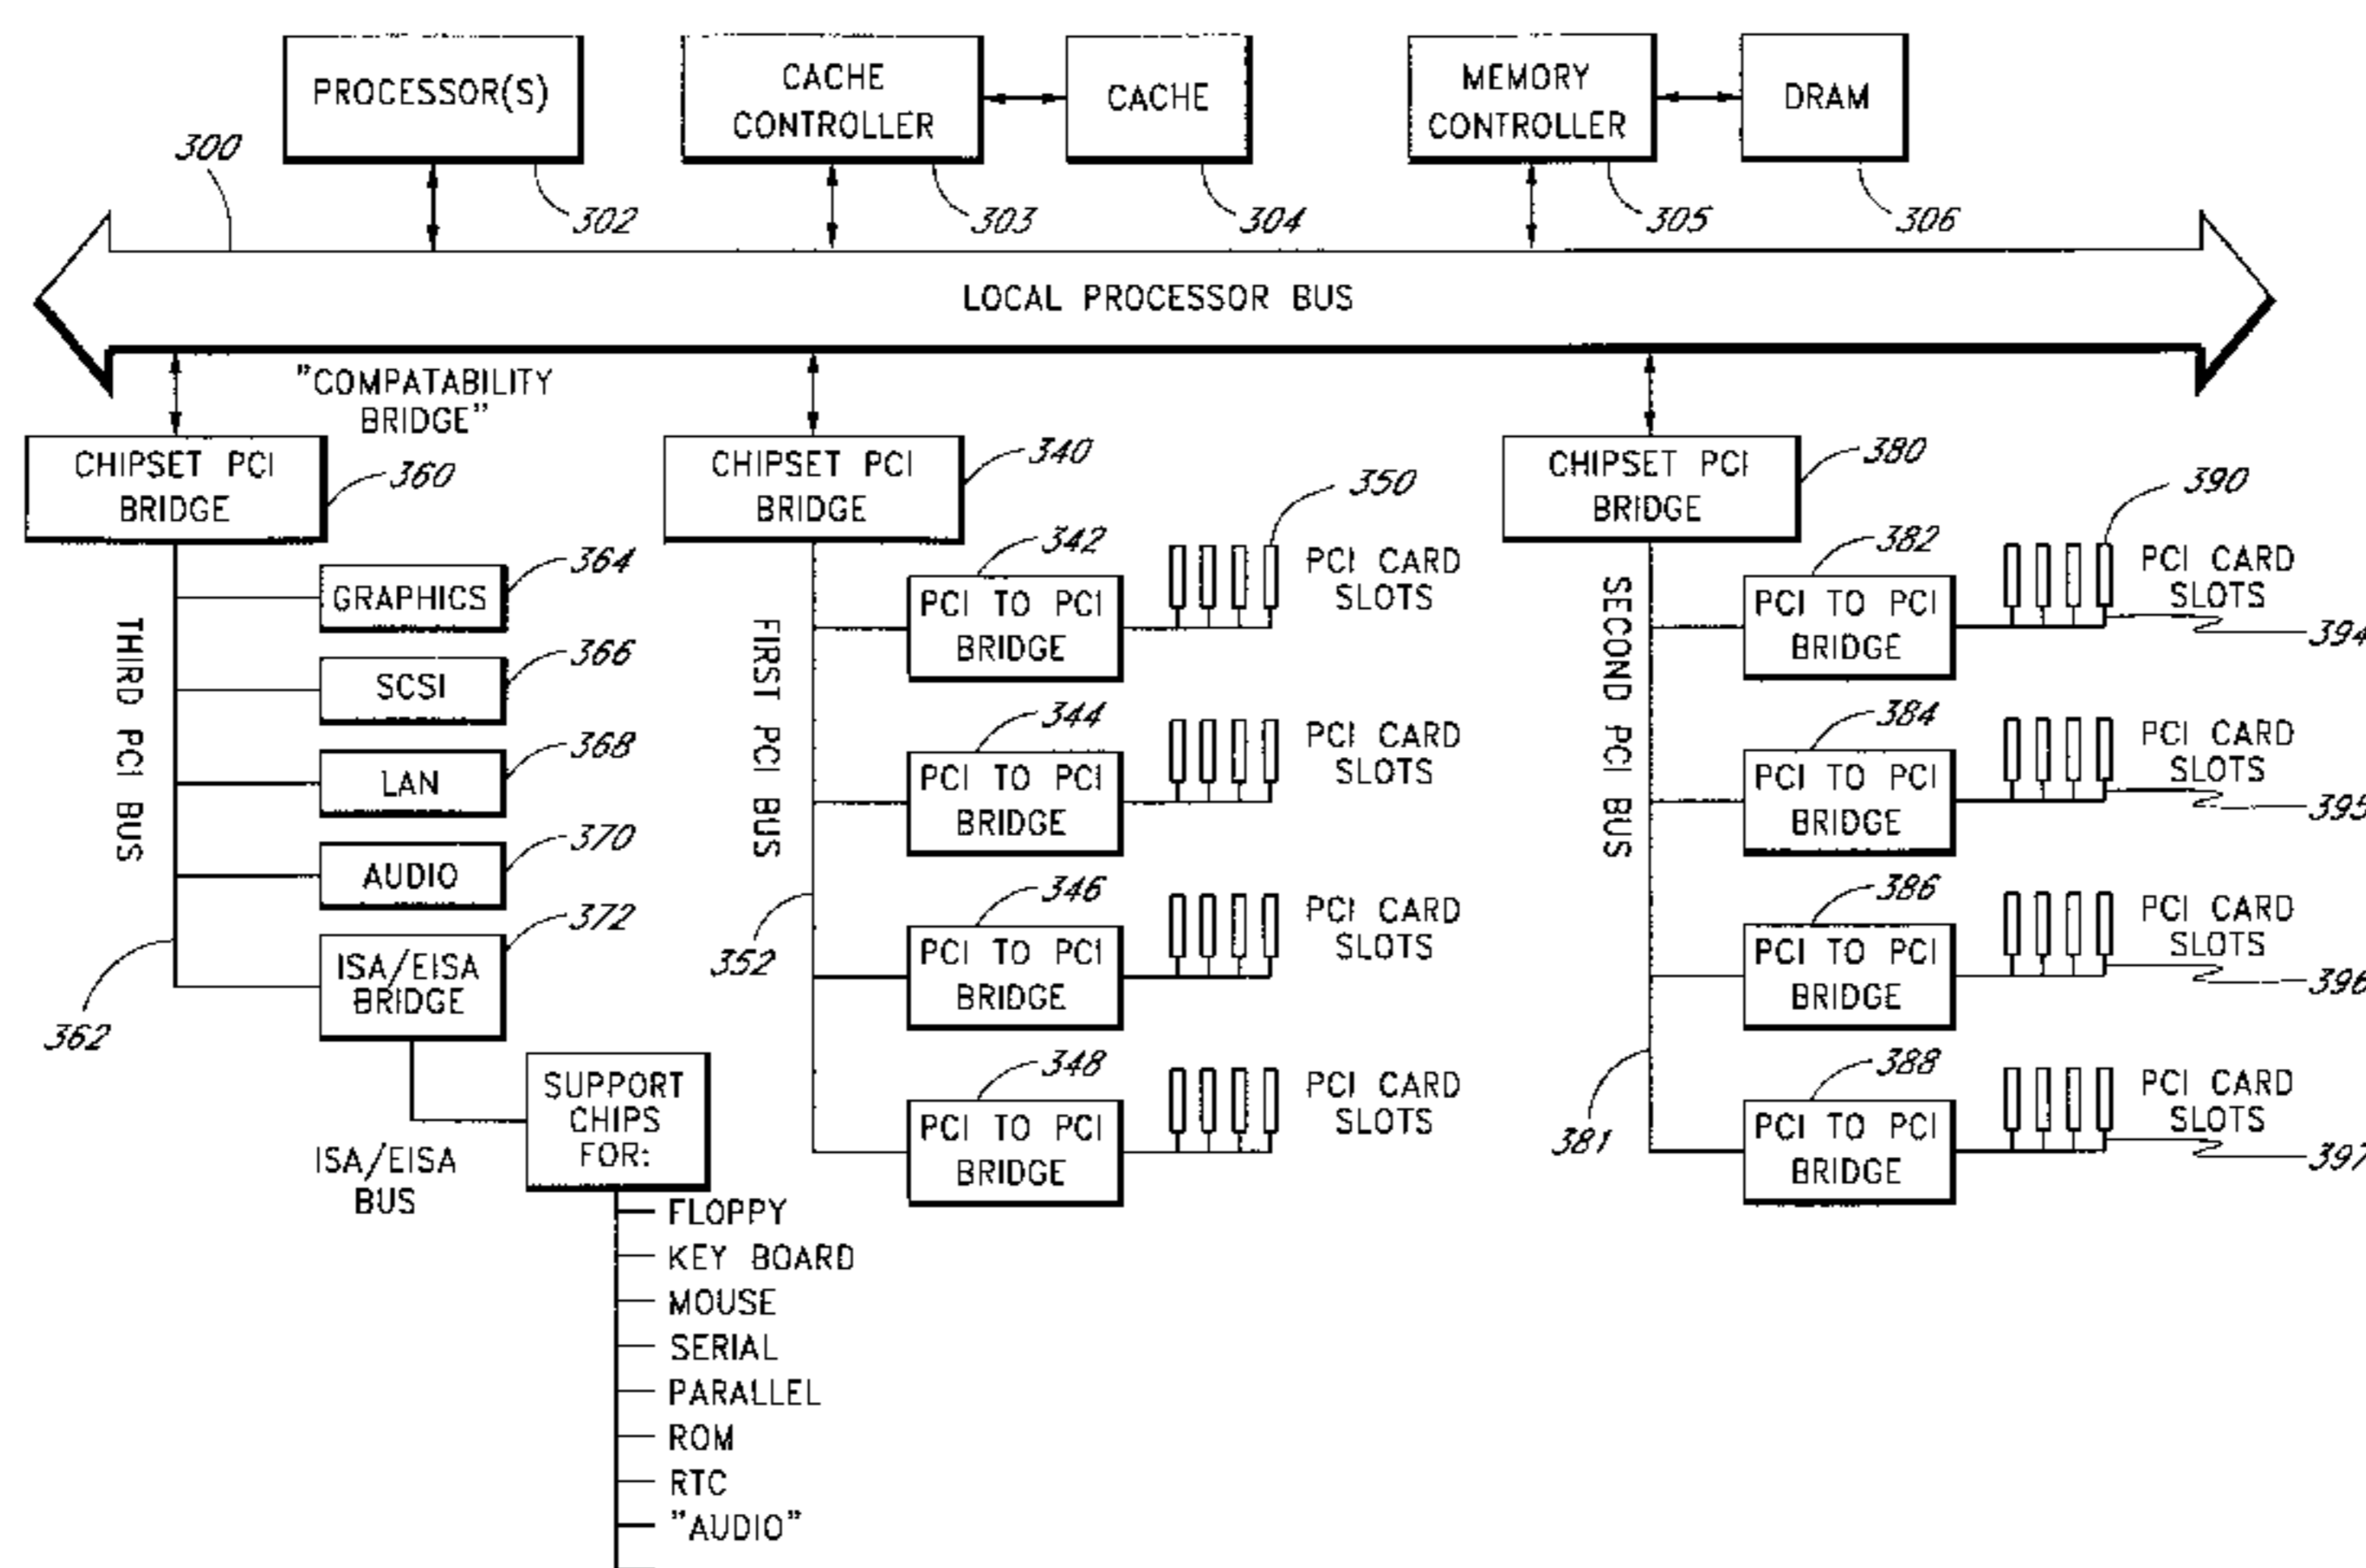 PROCESSOR(S)
CACHE
CONTROLLER
CACHE
MEMORY
CONTROLLER
DRAM
300
302
303
304
305
306
LOCAL PROCESSOR BUS
"COMPATABILITY
BRIDGE"
CHIPSET PCI
BRIDGE
360
THIRD PCI BUS
362
GRAPHICS
364
SCSI
366
LAN
368
AUDIO
370
ISA/EISA
BRIDGE
372
ISA/EISA
BUS
SUPPORT
CHIPS
FOR:
FLOPPY
KEY BOARD
MOUSE
SERIAL
PARALLEL
ROM
RTC
"AUDIO"
CHIPSET PCI
BRIDGE
340
FIRST PCI BUS
352
PCI TO PCI
BRIDGE
342
350
PCI CARD
SLOTS
PCI TO PCI
BRIDGE
344
PCI CARD
SLOTS
PCI TO PCI
BRIDGE
346
PCI CARD
SLOTS
PCI TO PCI
BRIDGE
348
PCI CARD
SLOTS
CHIPSET PCI
BRIDGE
380
SECOND PCI BUS
381
PCI TO PCI
BRIDGE
382
390
PCI CARD
SLOTS
394
PCI TO PCI
BRIDGE
384
PCI CARD
SLOTS
395
PCI TO PCI
BRIDGE
386
PCI CARD
SLOTS
396
PCI TO PCI
BRIDGE
388
PCI CARD
SLOTS
397